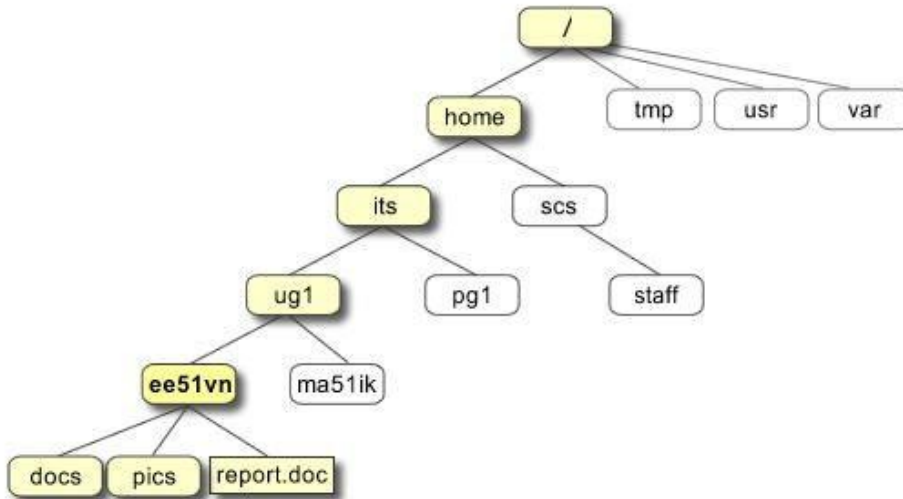 /
home
tmp
usr
var
its
scs
ug1
pg1
staff
ee51vn
ma51ik
docs
pics
report.doc